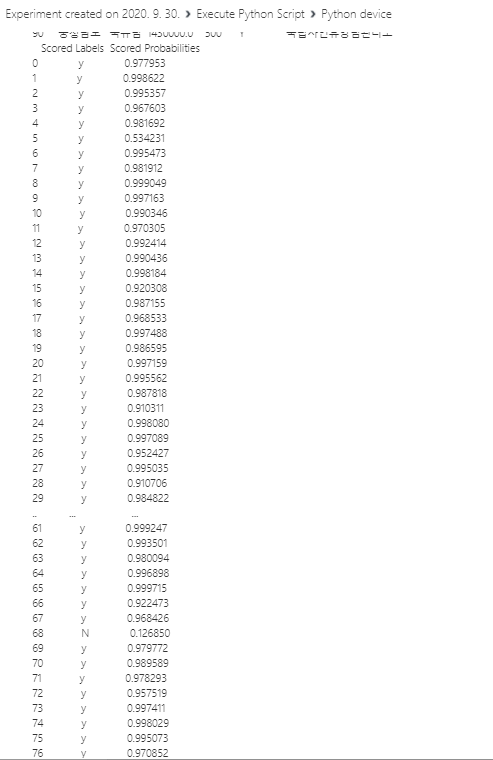 Experiment created on 2020. 9. 30. › Execute Python Script › Python device
Scored Labels Scored Probabilities
0 y 0.977953
1 y 0.998622
2 y 0.995357
3 y 0.967603
4 y 0.981692
5 y 0.534231
6 y 0.995473
7 y 0.981912
8 y 0.999049
9 y 0.997163
10 y 0.990346
11 y 0.970305
12 y 0.992414
13 y 0.990436
14 y 0.998184
15 y 0.920308
16 y 0.987155
17 y 0.968533
18 y 0.997488
19 y 0.986595
20 y 0.997159
21 y 0.995562
22 y 0.987818
23 y 0.910311
24 y 0.998080
25 y 0.997089
26 y 0.952427
27 y 0.995035
28 y 0.910706
29 y 0.984822
.. ... ...
61 y 0.999247
62 y 0.993501
63 y 0.980094
64 y 0.996898
65 y 0.999715
66 y 0.922473
67 y 0.968426
68 N 0.126850
69 y 0.979772
70 y 0.989589
71 y 0.978293
72 y 0.957519
73 y 0.997411
74 y 0.998029
75 y 0.995073
76 y 0.970852